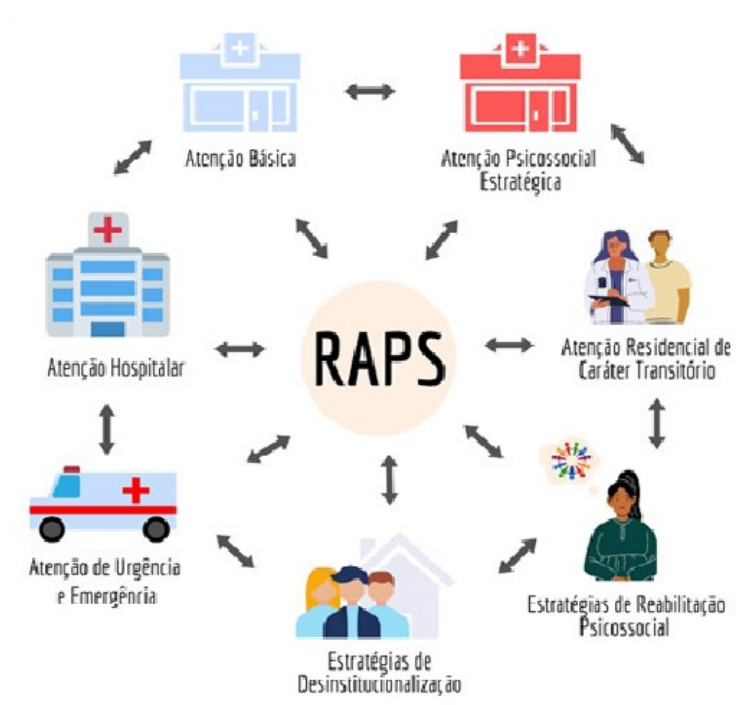 Atenção Básica
Atenção Psicossocial
Estratégica
Atenção Hospitalar
RAPS
Atenção Residencial de
Caráter Transitório
Atenção de Urgência
e Emergência
Estratégias de Reabilitação
Psicossocial
Estratégias de
Desinstitucionalização